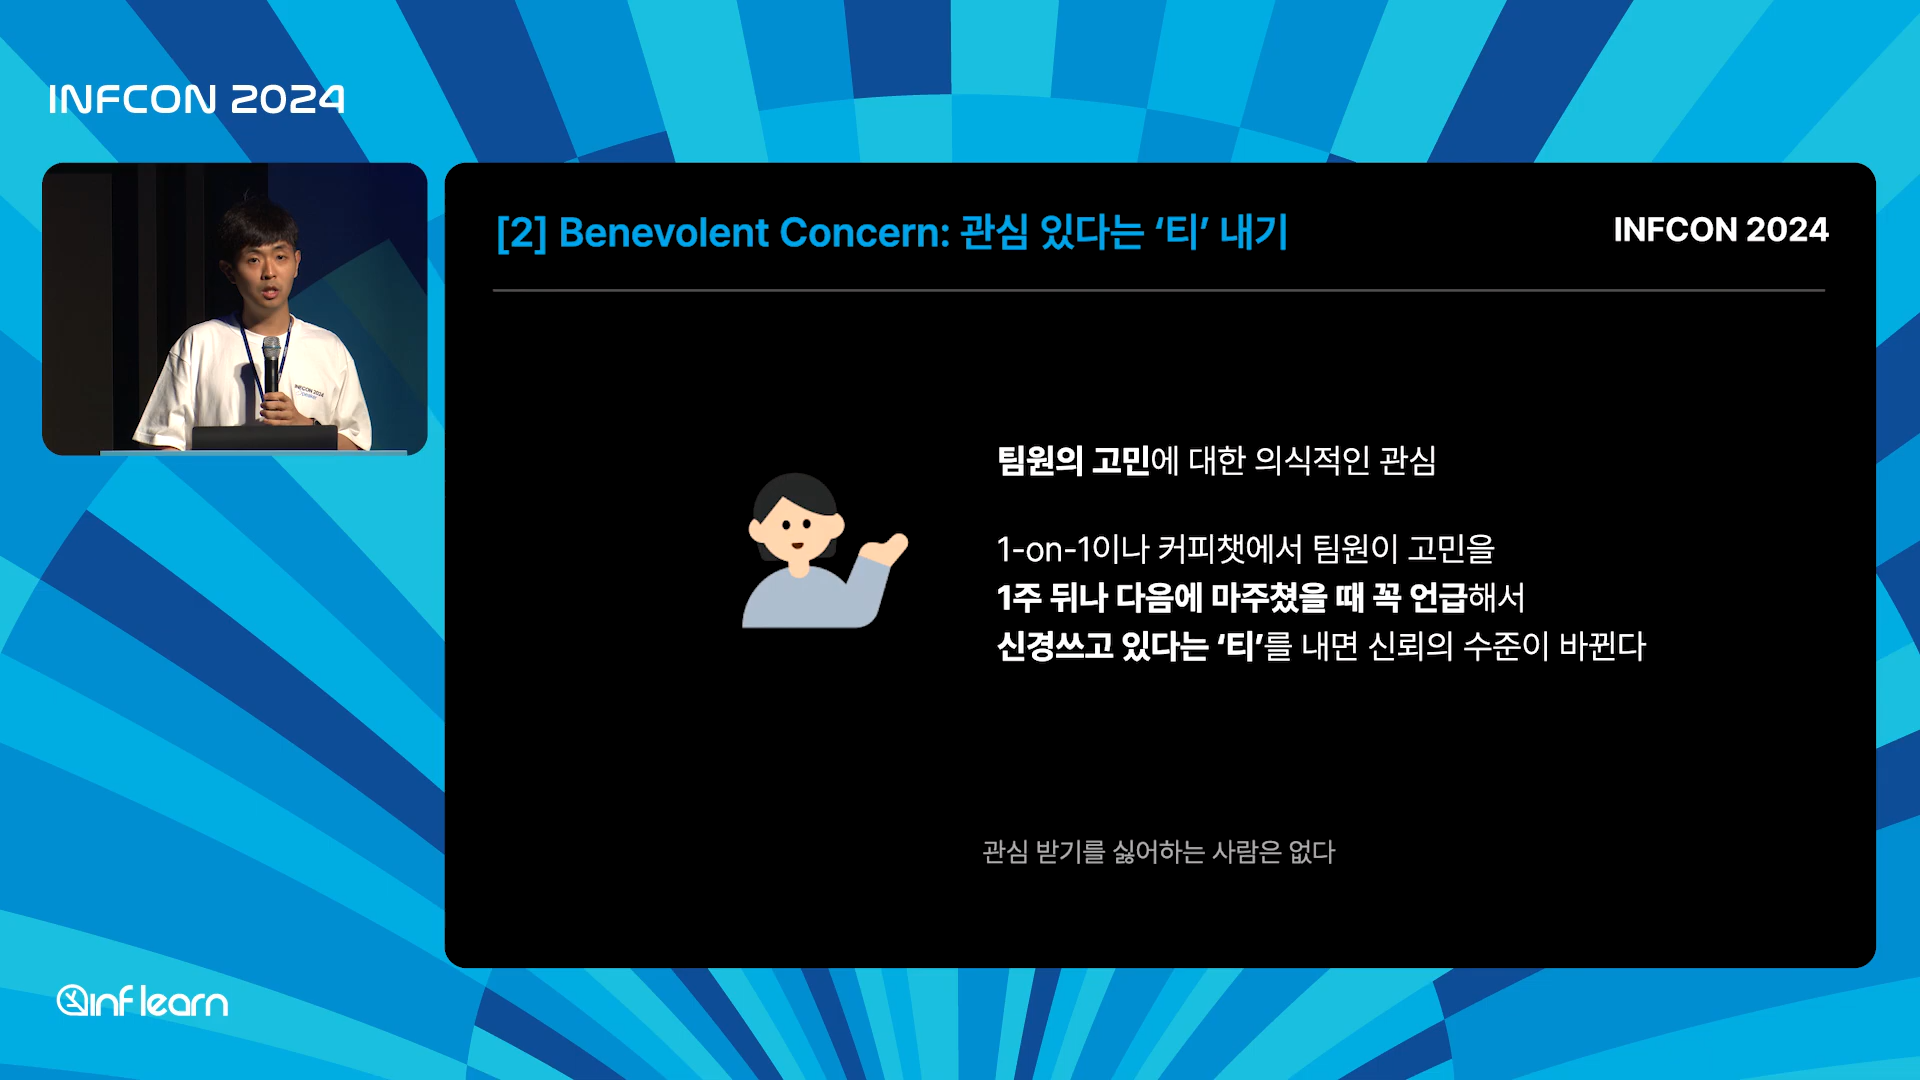 INFCON 2024
[2] Benevolent Concern: 관심 있다는 ‘티’ 내기
INFCON 2024
INFCON 2024
팀원의 고민에 대한 의식적인 관심
1-on-1이나 커피챗에서 팀원이 고민을
1주 뒤나 다음에 마주쳤을 때 꼭 언급해서
신경쓰고 있다는 ‘티’를 내면 신뢰의 수준이 바뀐다
관심 받기를 싫어하는 사람은 없다
inflearn